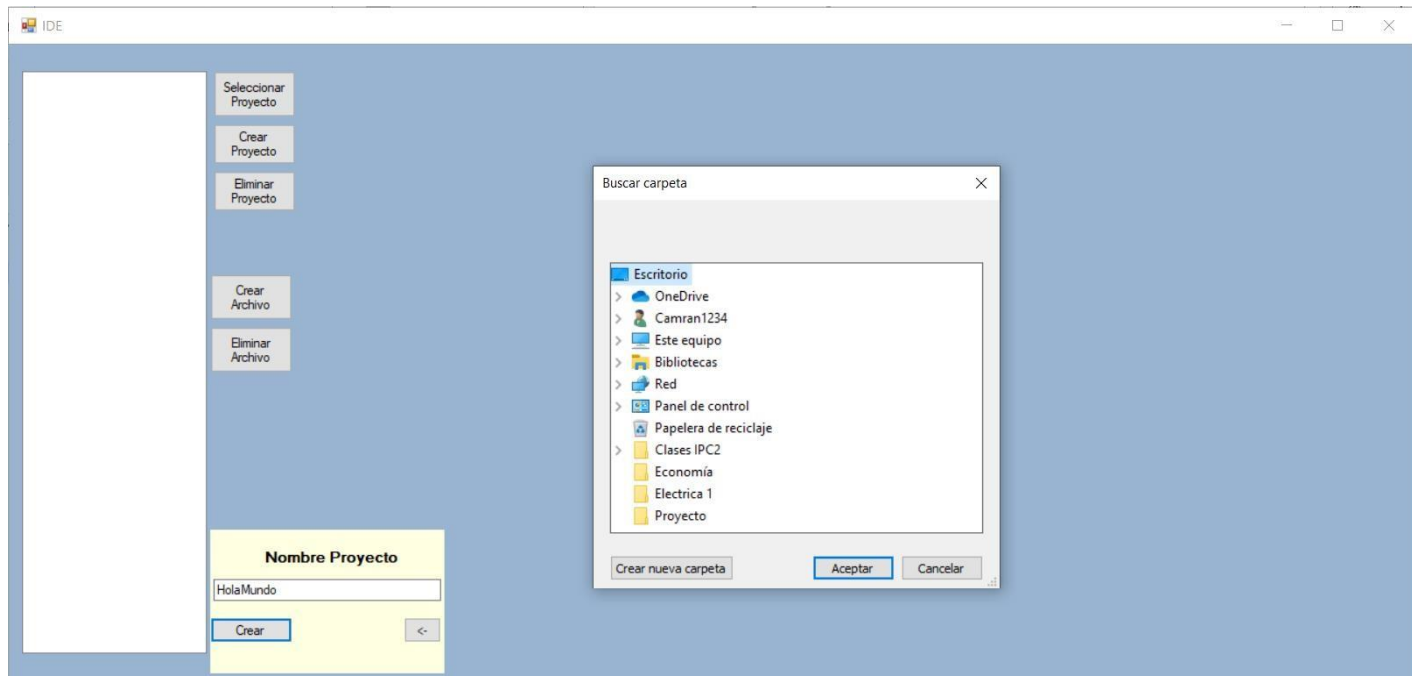 IDE
Seleccionar
Proyecto
Crear
Proyecto
Eliminar
Proyecto
Crear
Archivo
Eliminar
Archivo
Nombre Proyecto
HolaMundo
Crear
<-
Buscar carpeta
Escritorio
OneDrive
Camran1234
Este equipo
Bibliotecas
Red
Panel de control
Papelera de reciclaje
Clases IPC2
Economía
Electrica 1
Proyecto
Crear nueva carpeta Aceptar Cancelar